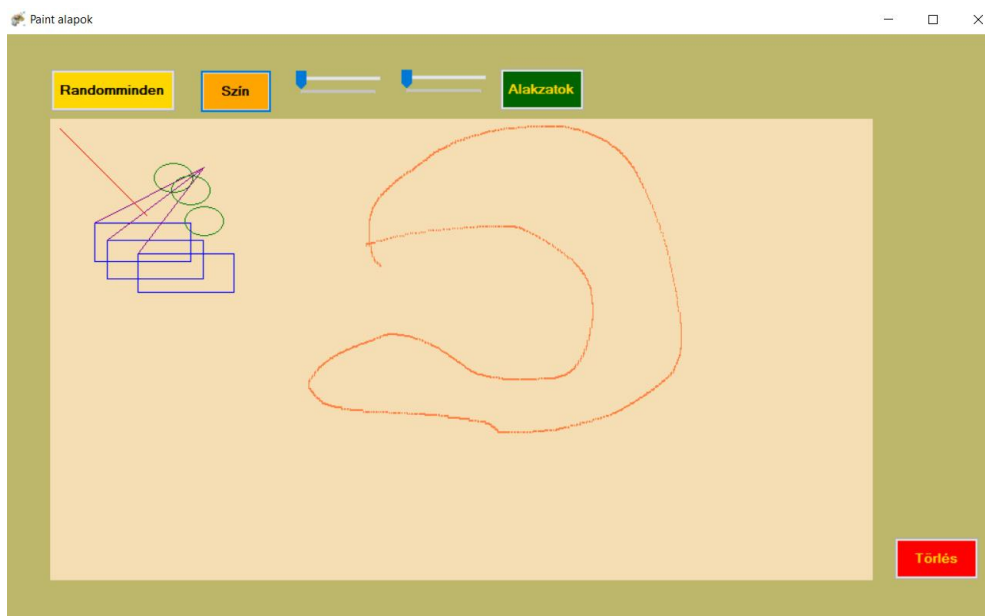 Paint alapok
Randomminden
Szín
Alakzatok
Törlés